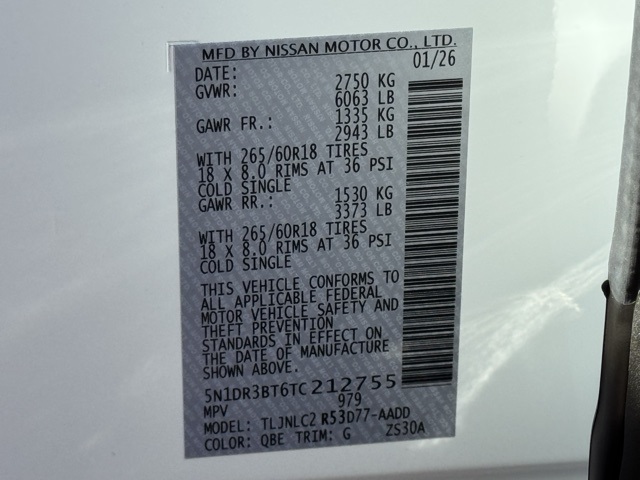 MFD BY NISSAN MOTOR CO., LTD.
DATE: 01/26
GVWR: 2750 KG
6063 LB
GAWR FR.: 1335 KG
2943 LB
WITH 265/60R18 TIRES
18 X 8.0 RIMS AT 36 PSI
COLD SINGLE
GAWR RR.: 1530 KG
3373 LB
WITH 265/60R18 TIRES
18 X 8.0 RIMS AT 36 PSI
COLD SINGLE
THIS VEHICLE CONFORMS TO
ALL APPLICABLE FEDERAL
MOTOR VEHICLE SAFETY AND
THEFT PREVENTION
STANDARDS IN EFFECT ON
THE DATE OF MANUFACTURE
SHOWN ABOVE.
5N1DR3BT6TC212755
MPV 979
MODEL: TLJNLC2 R53D77-AADD
COLOR: QBE TRIM: G ZS30A